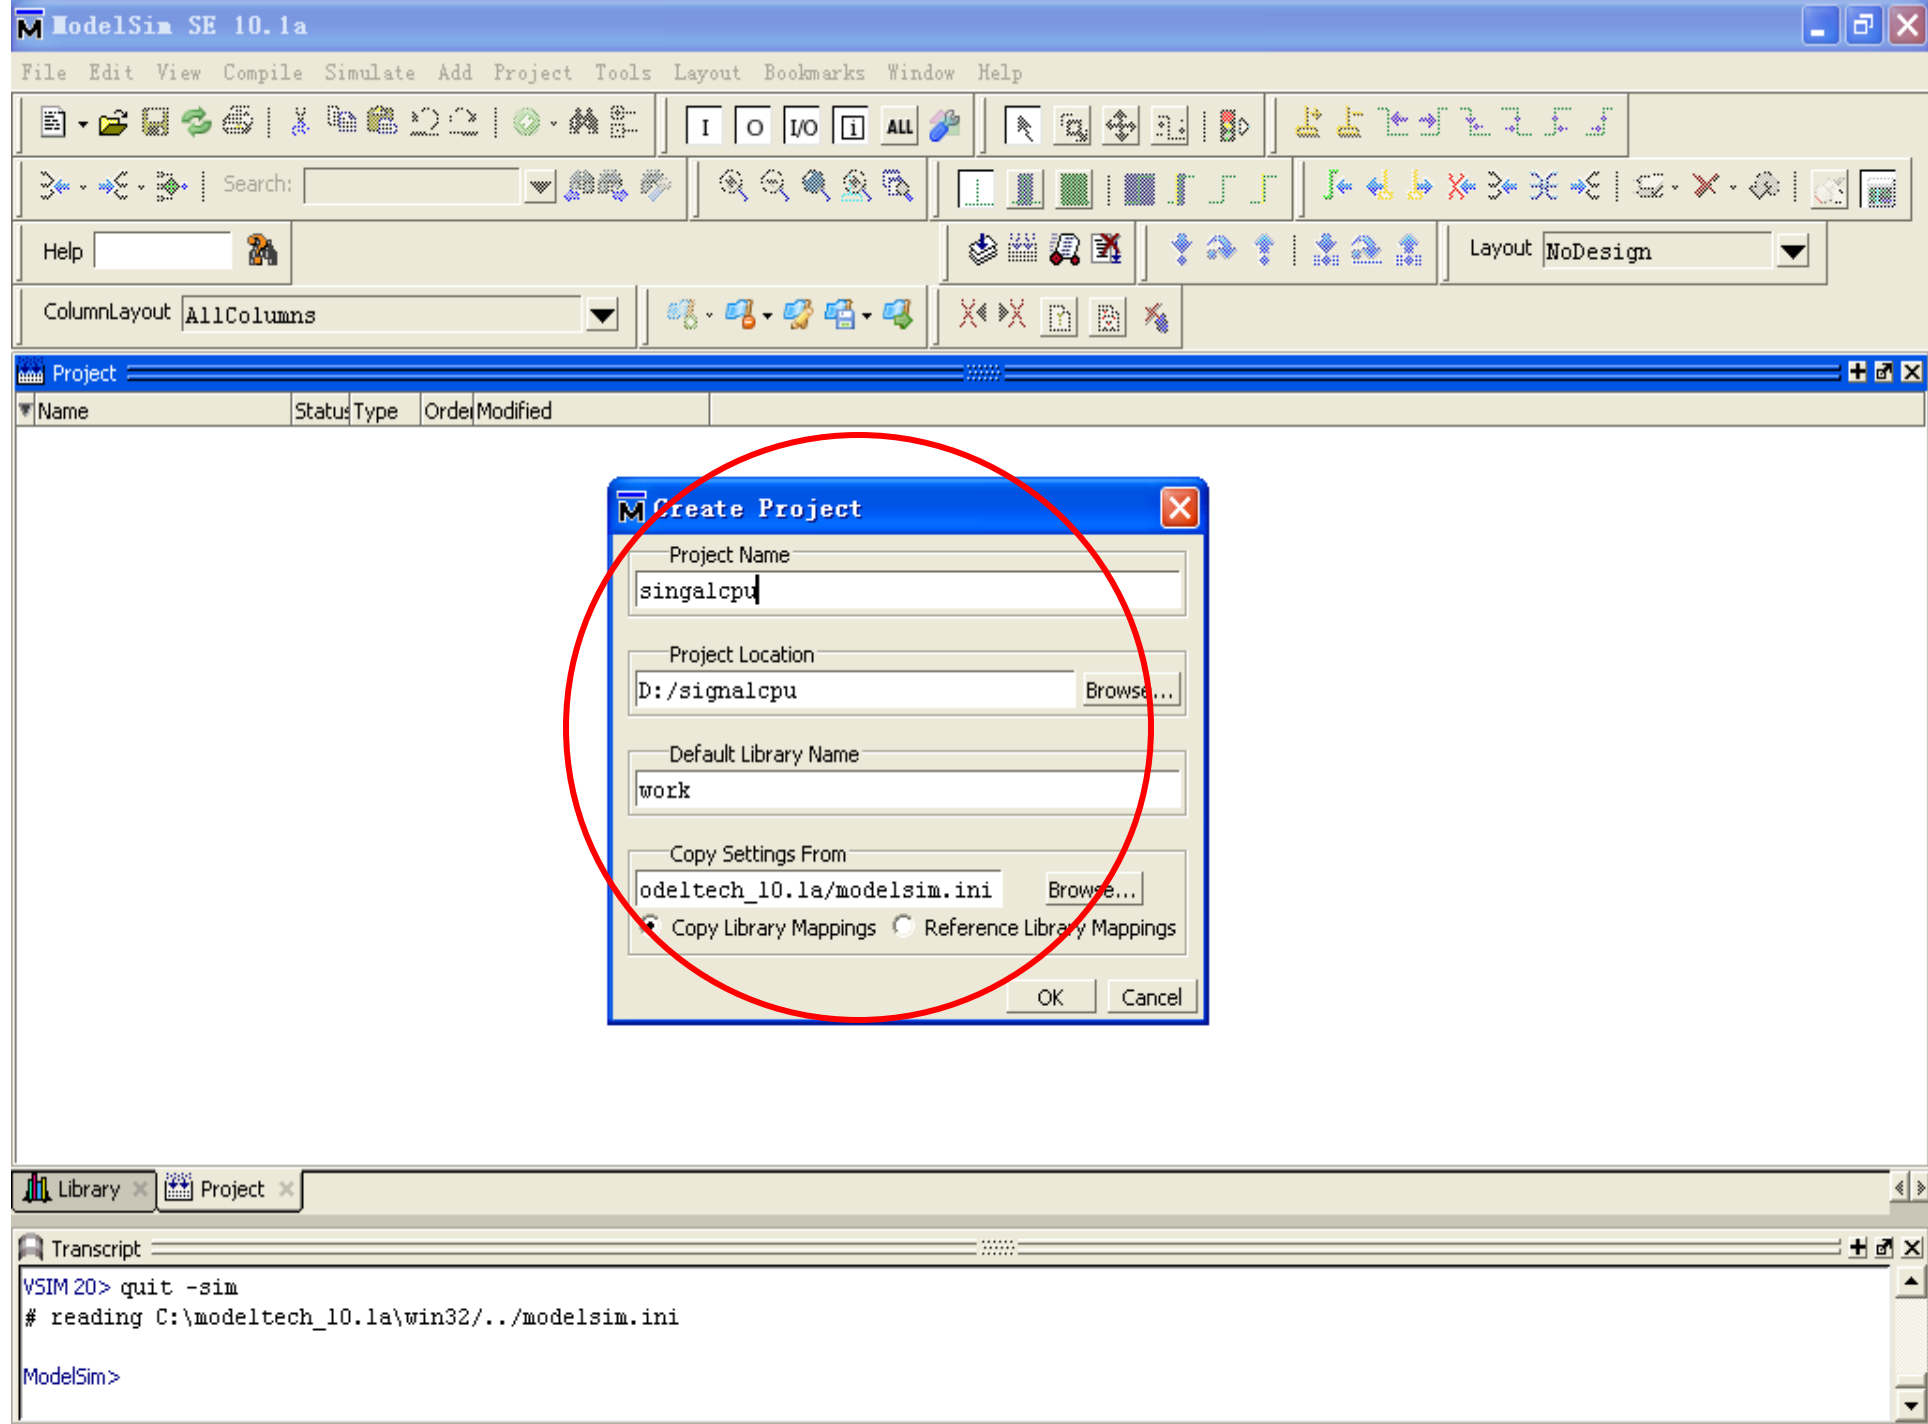 ModelSim SE 10.1a
File Edit View Compile Simulate Add Project Tools Layout Bookmarks Window Help
I O I/O i ALL
Search:
Help
Layout NoDesign
ColumnLayout AllColumns
Project
Name Status Type Order Modified
Create Project
Project Name
singalcpu
Project Location
D:/signalcpu Browse...
Default Library Name
work
Copy Settings From
odeltech_10.1a/modelsim.ini Browse...
Copy Library Mappings Reference Library Mappings
OK Cancel
Library Project
Transcript
VSIM 20> quit -sim
# reading C:\modeltech_10.1a\win32/../modelsim.ini
ModelSim>